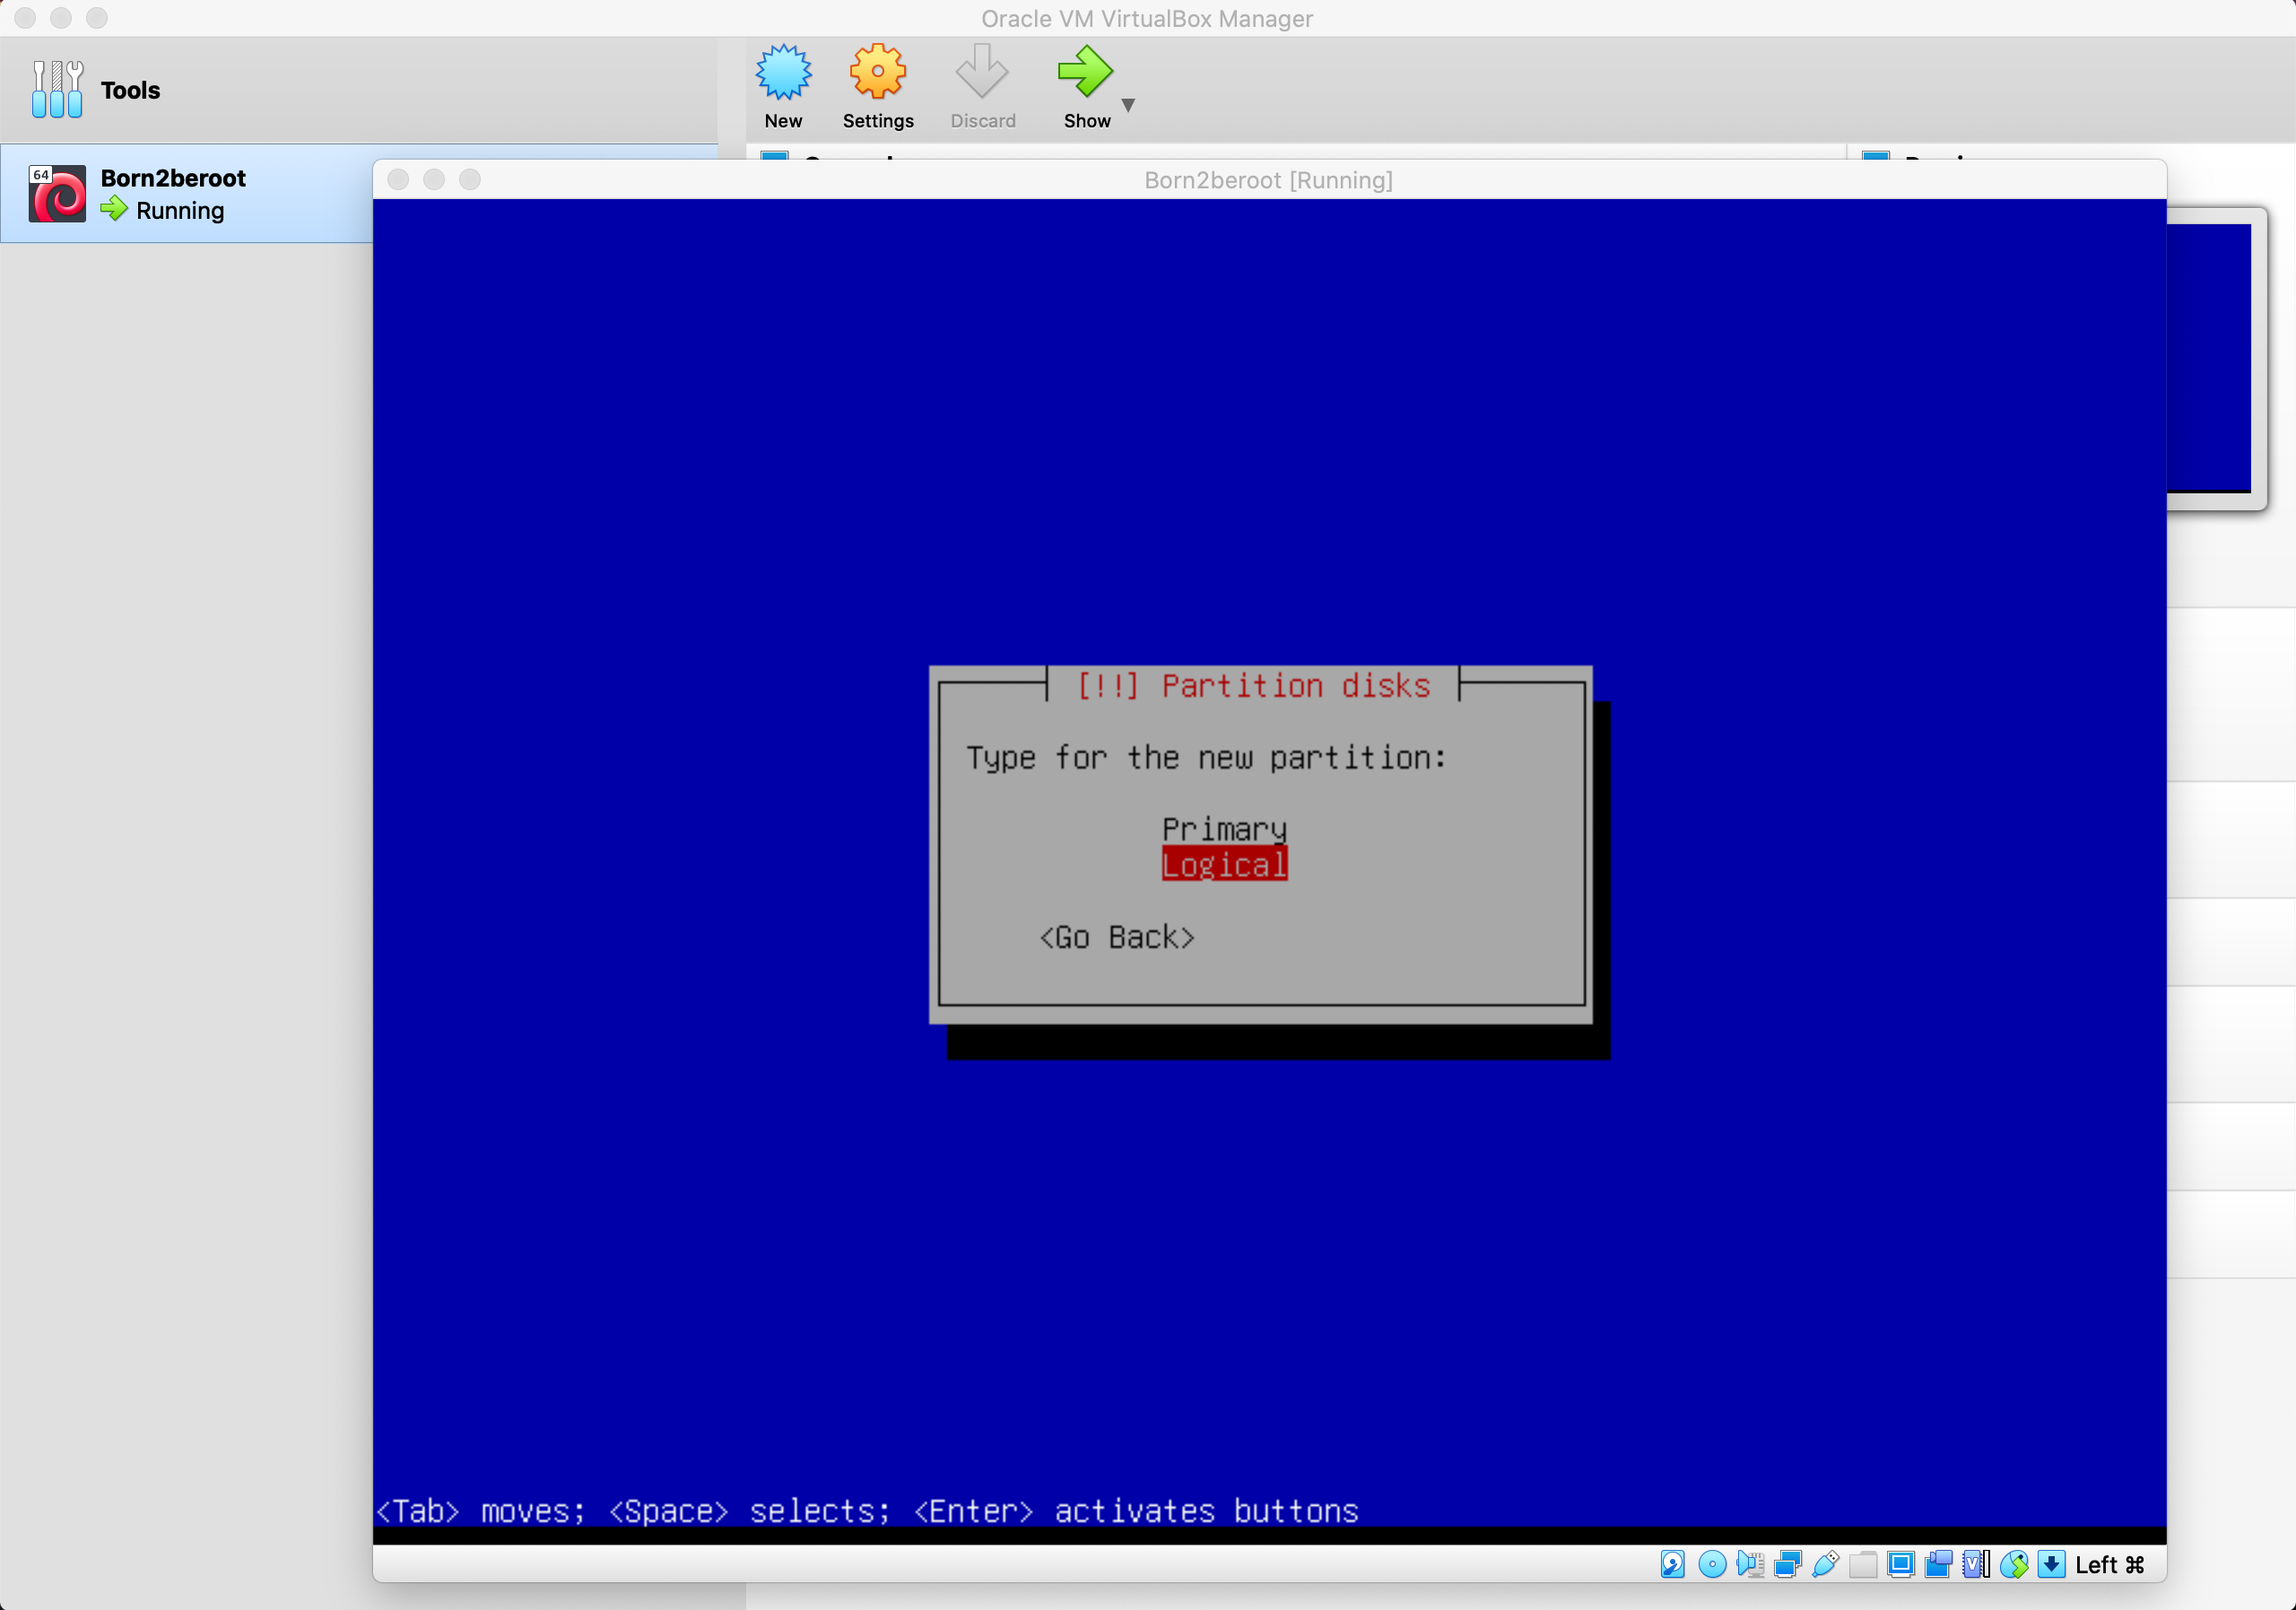 Oracle VM VirtualBox Manager
Tools
New
Settings
Discard
Show
64
Born2beroot
Running
Born2beroot [Running]
[!!] Partition disks
Type for the new partition:
Primary
Logical
<Go Back>
<Tab> moves; <Space> selects; <Enter> activates buttons
Left ⌘